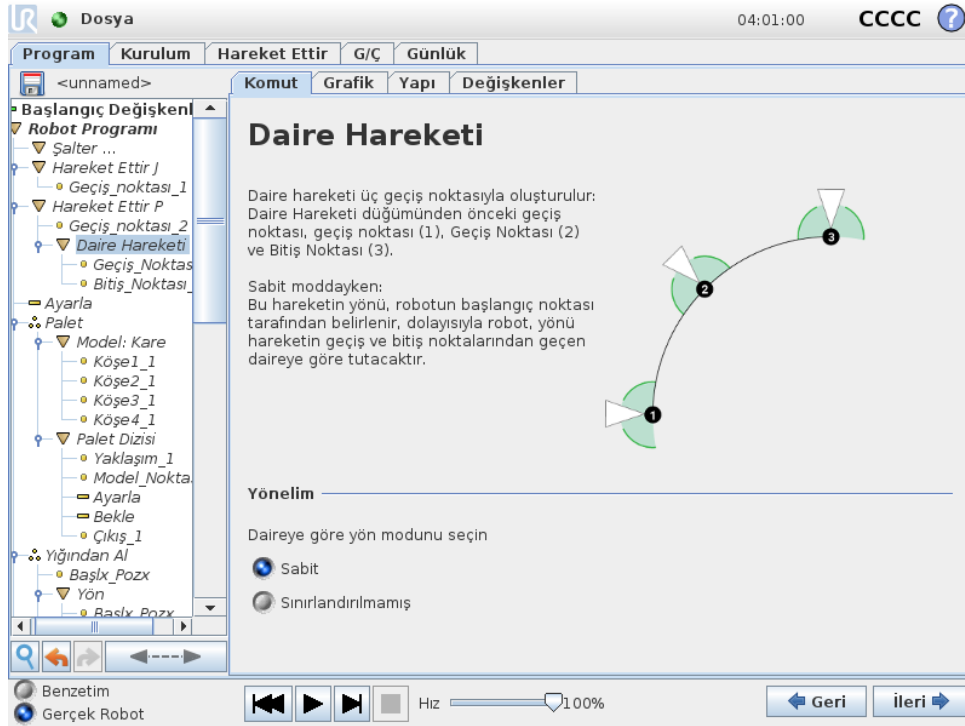 UR Dosya 04:01:00 CCCC ?
Program Kurulum Hareket Ettir G/Ç Günlük
<unnamed>
Komut Grafik Yapı Değişkenler
Başlangıç Değişkenl
Robot Programı
Şalter ...
Hareket Ettir J
Geçiş_noktası_1
Hareket Ettir P
Geçiş_noktası_2
Daire Hareketi
Geçiş_Noktas
Bitiş_Noktası_
Ayarla
Palet
Model: Kare
Köşe1_1
Köşe2_1
Köşe3_1
Köşe4_1
Palet Dizisi
Yaklaşım_1
Model_Nokta
Ayarla
Bekle
Çıkış_1
Yığından Al
Başlx_Pozx
Yön
Başlx_Pozx
Daire Hareketi
Daire hareketi üç geçiş noktasıyla oluşturulur:
Daire Hareketi düğümünden önceki geçiş
noktası, geçiş noktası (1), Geçiş Noktası (2)
ve Bitiş Noktası (3).
Sabit moddayken:
Bu hareketin yönü, robotun başlangıç noktası
tarafından belirlenir, dolayısıyla robot, yönü
hareketin geçiş ve bitiş noktalarından geçen
daireye göre tutacaktır.
3
2
1
Yönelim
Daireye göre yön modunu seçin
Sabit
Sınırlandırılmamış
Benzetim
Gerçek Robot
Hız 100%
Geri İleri